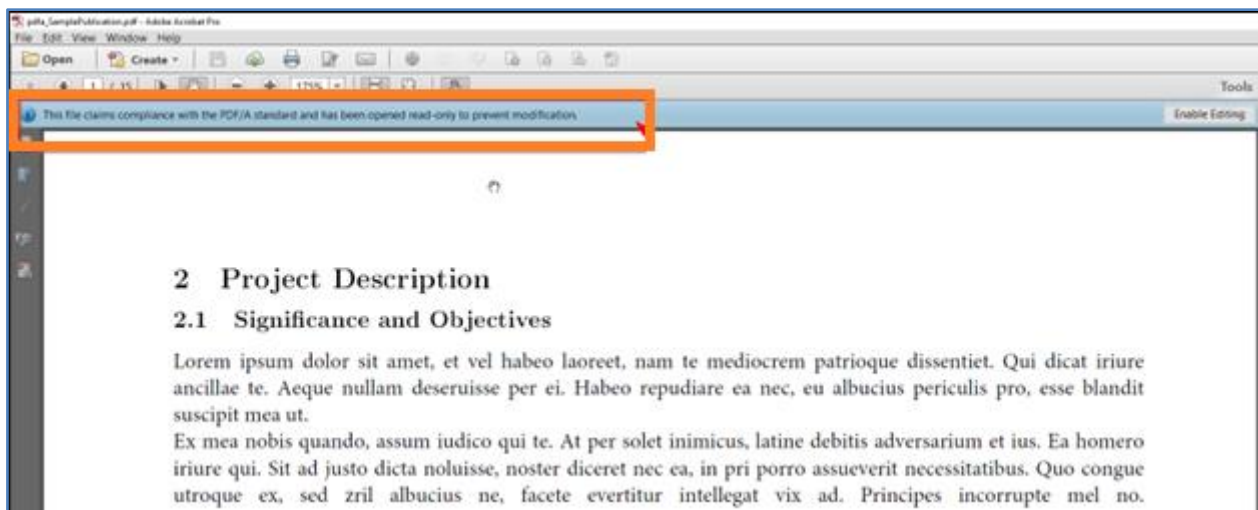 pdfa_SamplePublication.pdf - Adobe Acrobat Pro
File Edit View Window Help
Open Create
1 / 15 175% Tools
This file claims compliance with the PDF/A standard and has been opened read-only to prevent modification. Enable Editing
2 Project Description
2.1 Significance and Objectives
Lorem ipsum dolor sit amet, et vel habeo laoreet, nam te mediocrem patrioque dissentiet. Qui dicat iriure
ancillae te. Aeque nullam deseruisse per ei. Habeo repudiare ea nec, eu albucius periculis pro, esse blandit
suscipit mea ut.
Ex mea nobis quando, assum iudico qui te. At per solet inimicus, latine debitis adversarium et ius. Ea homero
iriure qui. Sit ad justo dicta noluisse, noster diceret nec ea, in pri porro assueverit necessitatibus. Quo congue
utroque ex, sed zril albucius ne, facete evertitur intellegat vix ad. Principes incorrupte mel no.